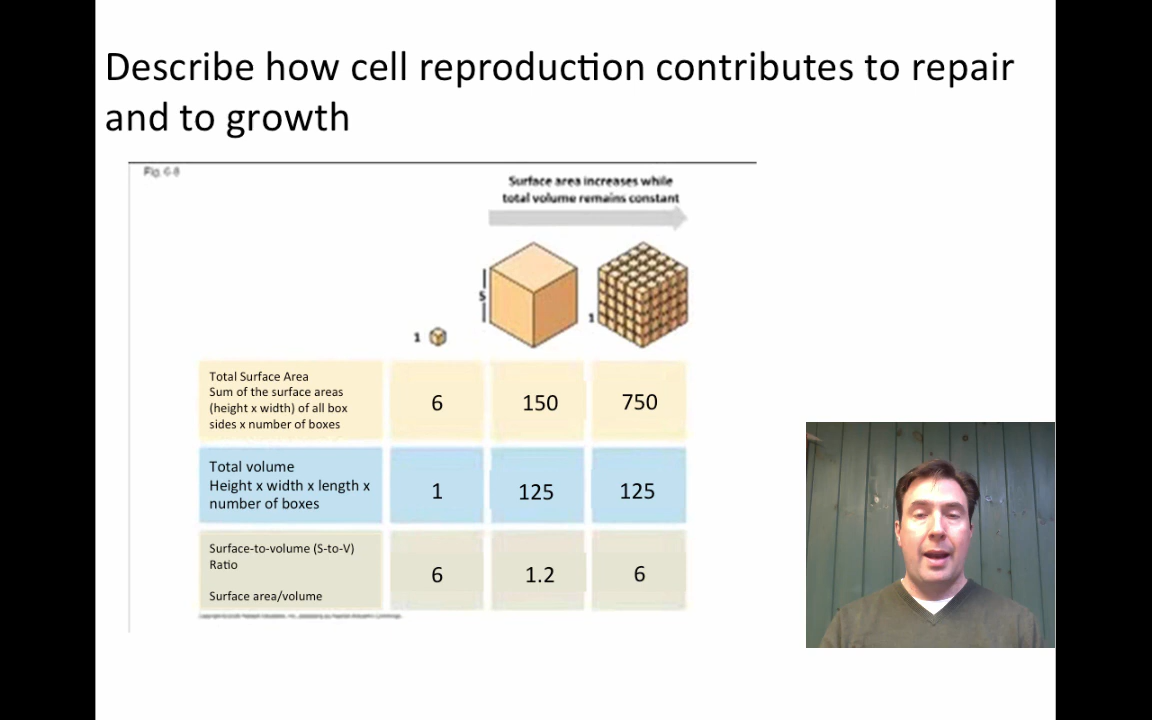 Describe how cell reproduction contributes to repair
and to growth
Fig. 6-8
Surface area increases while
total volume remains constant
5
1
1
Total Surface Area
Sum of the surface areas
(height x width) of all box
sides x number of boxes
6
150
750
Total volume
Height x width x length x
number of boxes
1
125
125
Surface-to-volume (S-to-V)
Ratio
Surface area/volume
6
1.2
6